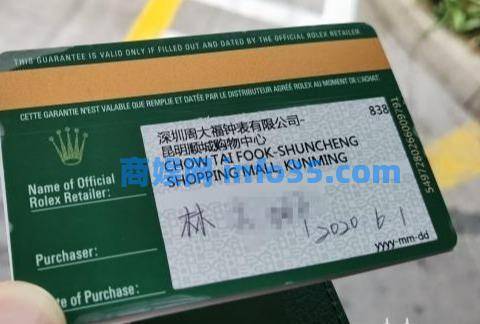 THIS GUARANTEE IS VALID ONLY IF FILLED OUT AND DATED BY THE OFFICIAL ROLEX RETAILER.
CETTE GARANTIE N'EST VALABLE QUE REMPLIE ET DATÉE PAR LE DISTRIBUTEUR AGRÉÉ ROLEX AU MOMENT DE L'ACHAT.
838
深圳周大福钟表有限公司-
昆明顺城购物中心
CHOW TAI FOOK-SHUNCHENG
SHOPPING MALL, KUNMING
Name of Official
Rolex Retailer:
林
2020 6 1
Purchaser:
yyyy-mm-dd
te of Purchase: